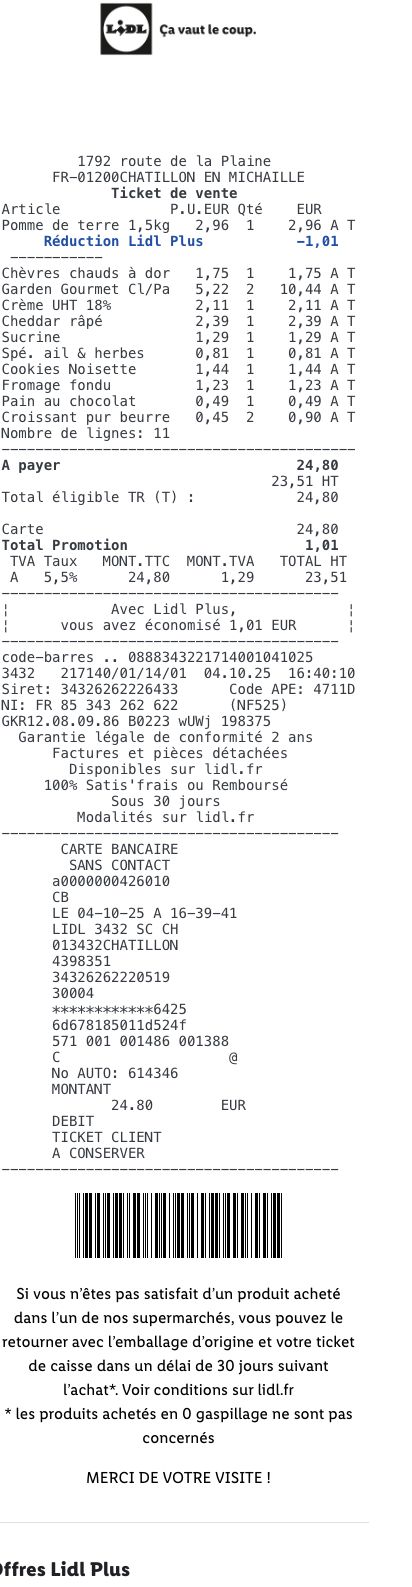 LIDL Ça vaut le coup.
1792 route de la Plaine
FR-01200CHATILLON EN MICHAILLE
Ticket de vente
Article P.U.EUR Qté EUR
Pomme de terre 1,5kg 2,96 1 2,96 A T
Réduction Lidl Plus -1,01
-----------
Chèvres chauds à dor 1,75 1 1,75 A T
Garden Gourmet Cl/Pa 5,22 2 10,44 A T
Crème UHT 18% 2,11 1 2,11 A T
Cheddar râpé 2,39 1 2,39 A T
Sucrine 1,29 1 1,29 A T
Spé. ail & herbes 0,81 1 0,81 A T
Cookies Noisette 1,44 1 1,44 A T
Fromage fondu 1,23 1 1,23 A T
Pain au chocolat 0,49 1 0,49 A T
Croissant pur beurre 0,45 2 0,90 A T
Nombre de lignes: 11
A payer 24,80
23,51 HT
Total éligible TR (T) : 24,80
Carte 24,80
Total Promotion 1,01
TVA Taux MONT.TTC MONT.TVA TOTAL HT
A 5,5% 24,80 1,29 23,51
¦ Avec Lidl Plus, ¦
¦ vous avez économisé 1,01 EUR ¦
code-barres .. 0888343221714001041025
3432 217140/01/14/01 04.10.25 16:40:10
Siret: 34326262226433 Code APE: 4711D
NI: FR 85 343 262 622 (NF525)
GKR12.08.09.86 B0223 wUWj 198375
Garantie légale de conformité 2 ans
Factures et pièces détachées
Disponibles sur lidl.fr
100% Satis'frais ou Remboursé
Sous 30 jours
Modalités sur lidl.fr
CARTE BANCAIRE
SANS CONTACT
a0000000426010
CB
LE 04-10-25 A 16-39-41
LIDL 3432 SC CH
013432CHATILLON
4398351
34326262220519
30004
************6425
6d678185011d524f
571 001 001486 001388
C @
No AUTO: 614346
MONTANT
24.80 EUR
DEBIT
TICKET CLIENT
A CONSERVER
Si vous n'êtes pas satisfait d'un produit acheté
dans l'un de nos supermarchés, vous pouvez le
retourner avec l'emballage d'origine et votre ticket
de caisse dans un délai de 30 jours suivant
l'achat*. Voir conditions sur lidl.fr
* les produits achetés en 0 gaspillage ne sont pas
concernés
MERCI DE VOTRE VISITE !
ffres Lidl Plus